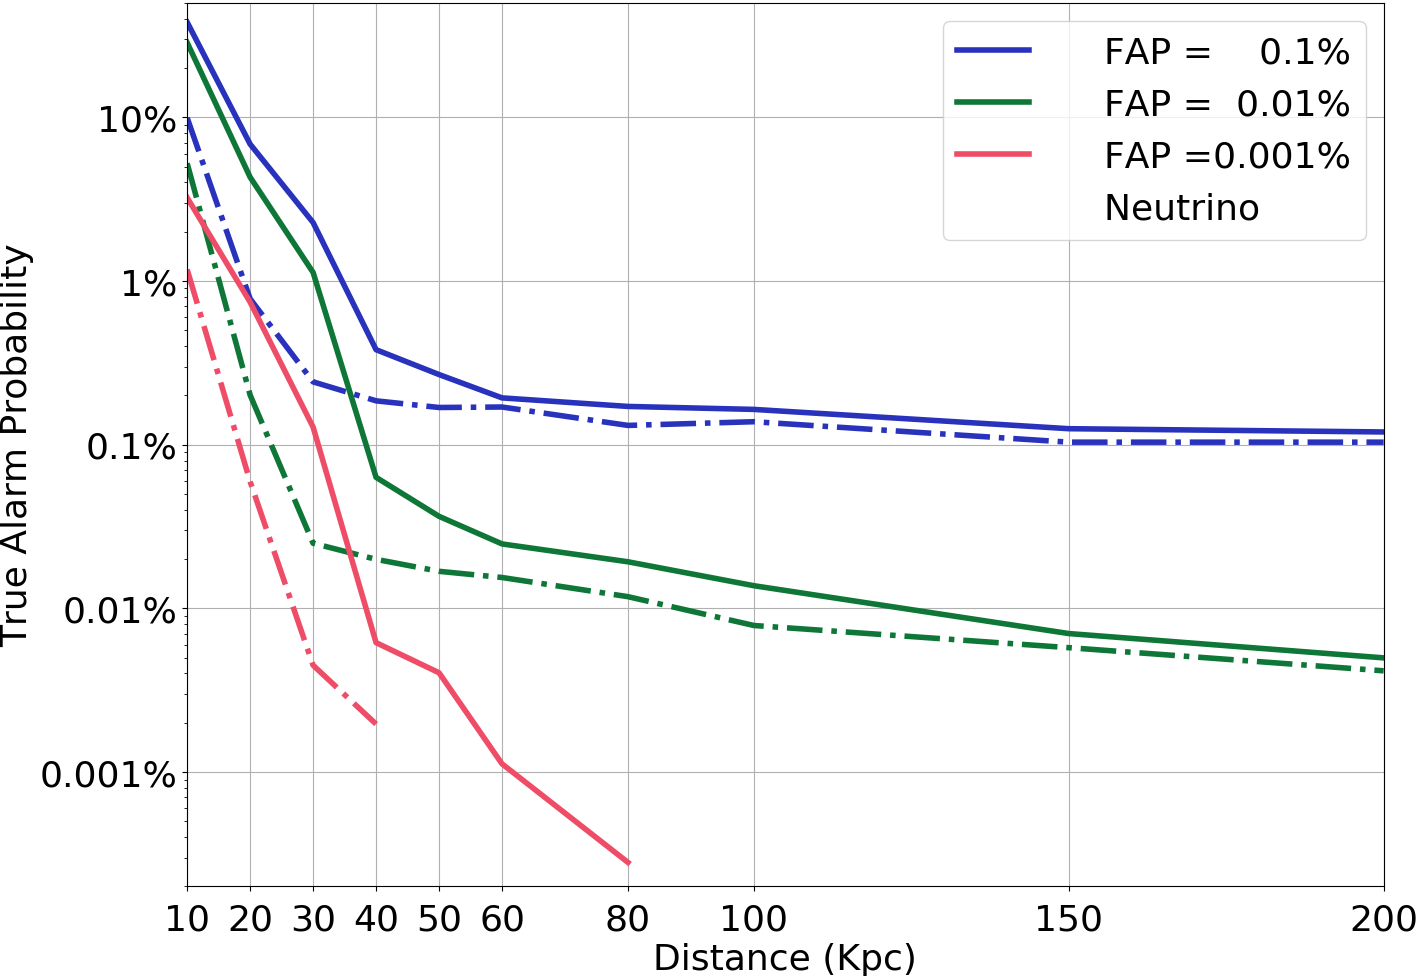 FAP = 0.1%
FAP = 0.01%
FAP =0.001%
Neutrino
True Alarm Probability
10%
1%
0.1%
0.01%
0.001%
10 20 30 40 50 60 80 100 150 200
Distance (Kpc)